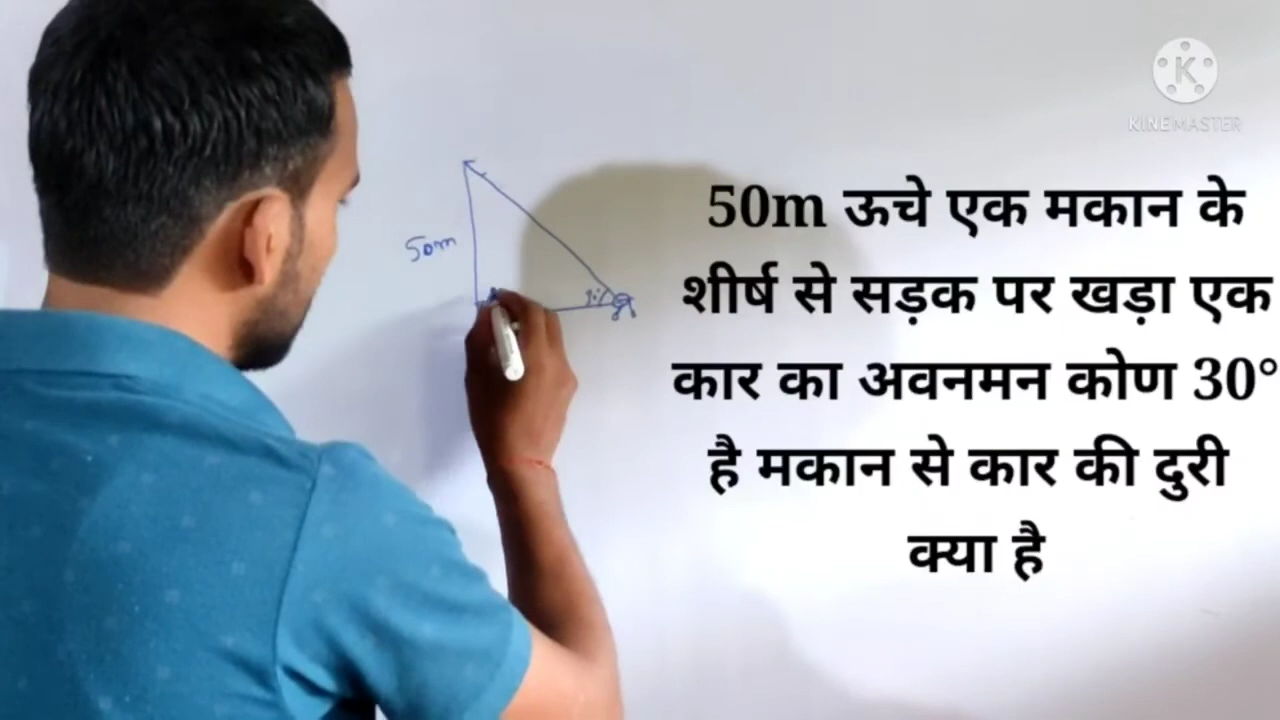 KINEMASTER
50m ऊचे एक मकान के
शीर्ष से सड़क पर खड़ा एक
कार का अवनमन कोण 30°
है मकान से कार की दुरी
क्या है
50m